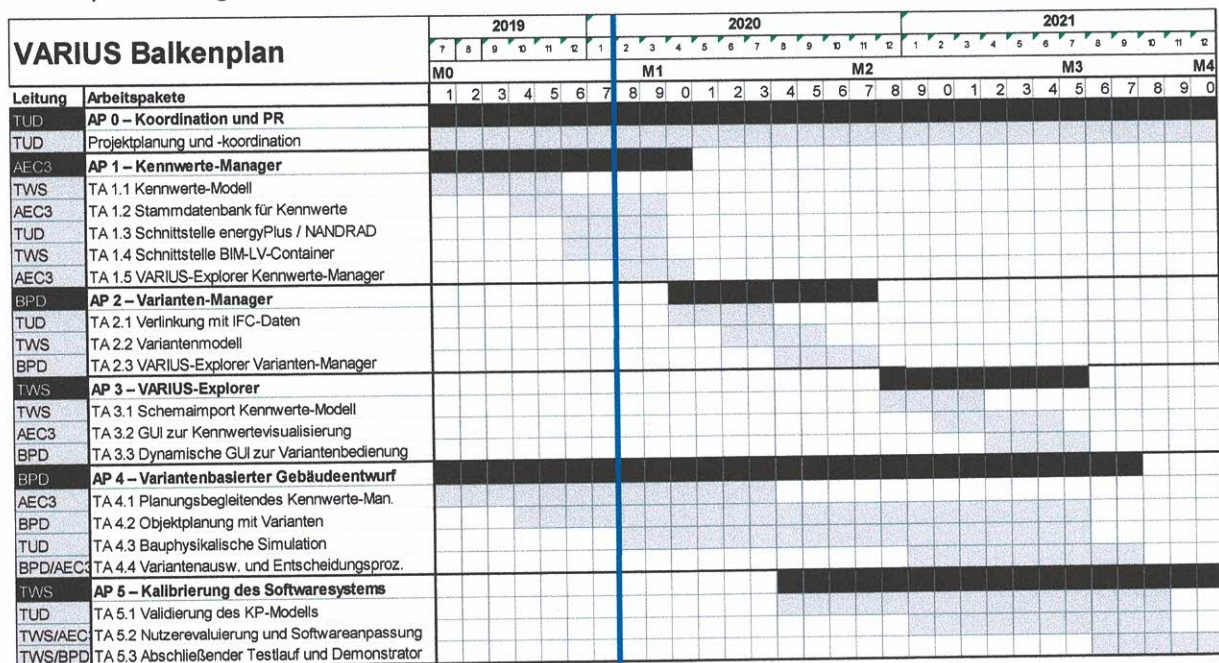 2019 2020 2021
VARIUS Balkenplan
7 8 9 10 11 12 1 2 3 4 5 6 7 8 9 10 11 12 1 2 3 4 5 6 7 8 9 10 11 12
M0 M1 M2 M3 M4
Leitung Arbeitspakete 1 2 3 4 5 6 7 8 9 0 1 2 3 4 5 6 7 8 9 0 1 2 3 4 5 6 7 8 9 0
TUD AP 0 – Koordination und PR
TUD Projektplanung und -koordination
AEC3 AP 1 – Kennwerte-Manager
TWS TA 1.1 Kennwerte-Modell
AEC3 TA 1.2 Stammdatenbank für Kennwerte
TUD TA 1.3 Schnittstelle energyPlus / NANDRAD
TWS TA 1.4 Schnittstelle BIM-LV-Container
AEC3 TA 1.5 VARIUS-Explorer Kennwerte-Manager
BPD AP 2 – Varianten-Manager
TUD TA 2.1 Verlinkung mit IFC-Daten
TWS TA 2.2 Variantenmodell
BPD TA 2.3 VARIUS-Explorer Varianten-Manager
TWS AP 3 – VARIUS-Explorer
TWS TA 3.1 Schemaimport Kennwerte-Modell
AEC3 TA 3.2 GUI zur Kennwertevisualisierung
BPD TA 3.3 Dynamische GUI zur Variantenbedienung
BPD AP 4 – Variantenbasierter Gebäudeentwurf
AEC3 TA 4.1 Planungsbegleitendes Kennwerte-Man.
BPD TA 4.2 Objektplanung mit Varianten
TUD TA 4.3 Bauphysikalische Simulation
BPD/AEC3 TA 4.4 Variantenausw. und Entscheidungsproz.
TWS AP 5 – Kalibrierung des Softwaresystems
TUD TA 5.1 Validierung des KP-Modells
TWS/AEC TA 5.2 Nutzerevaluierung und Softwareanpassung
TWS/BPD TA 5.3 Abschließender Testlauf und Demonstrator